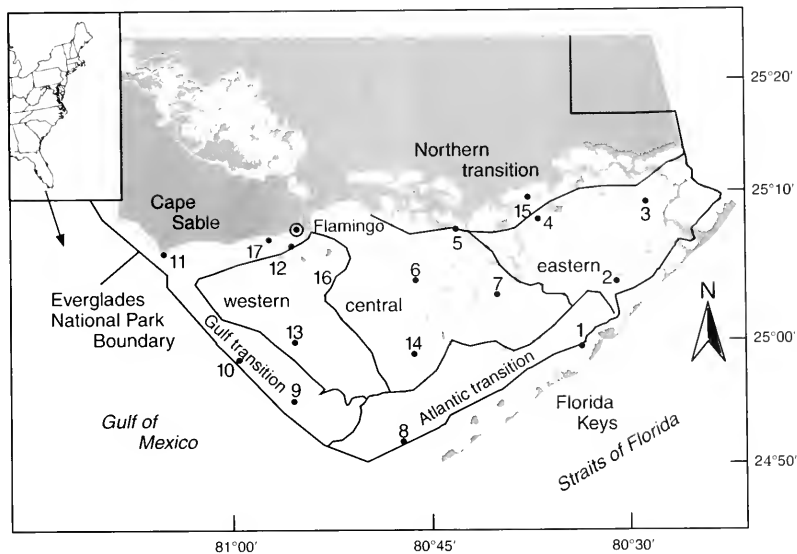 25°20'
Northern
transition
25°10'
Cape
Sable
15
4
3
Flamingo
5
17
12
11
16
6
eastern
2
7
N
Everglades
National Park
Boundary
western
central
Gulf transition
13
14
1
25°00'
10
9
Atlantic transition
Florida
Keys
Gulf of
Mexico
8
Straits of Florida
24°50'
81°00'
80°45'
80°30'